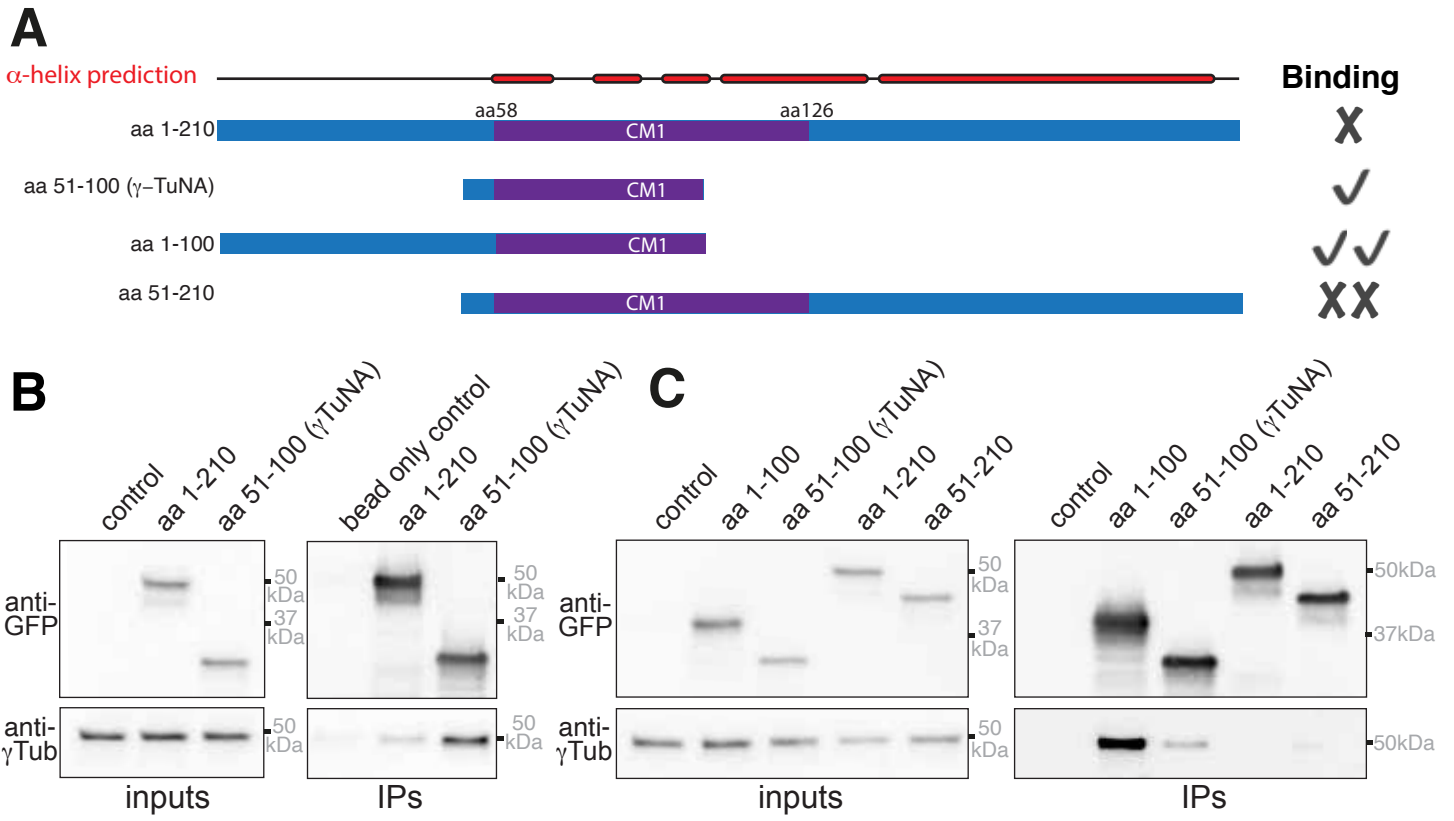 A
α-helix prediction
Binding
aa58 aa126
aa 1-210 CM1 ✗
aa 51-100 (γ–TuNA) CM1 ✓
aa 1-100 CM1 ✓✓
aa 51-210 CM1 ✗✗
B
control
aa 1-210
aa 51-100 (γTuNA)
bead only control
aa 1-210
aa 51-100 (γTuNA)
anti-
GFP
50
kDa
37
kDa
50
kDa
37
kDa
anti-
γTub
50
kDa
50
kDa
inputs IPs
C
control
aa 1-100
aa 51-100 (γTuNA)
aa 1-210
aa 51-210
control
aa 1-100
aa 51-100 (γTuNA)
aa 1-210
aa 51-210
anti-
GFP
50
kDa
37
kDa
50kDa
37kDa
anti-
γTub
50
kDa
50kDa
inputs IPs